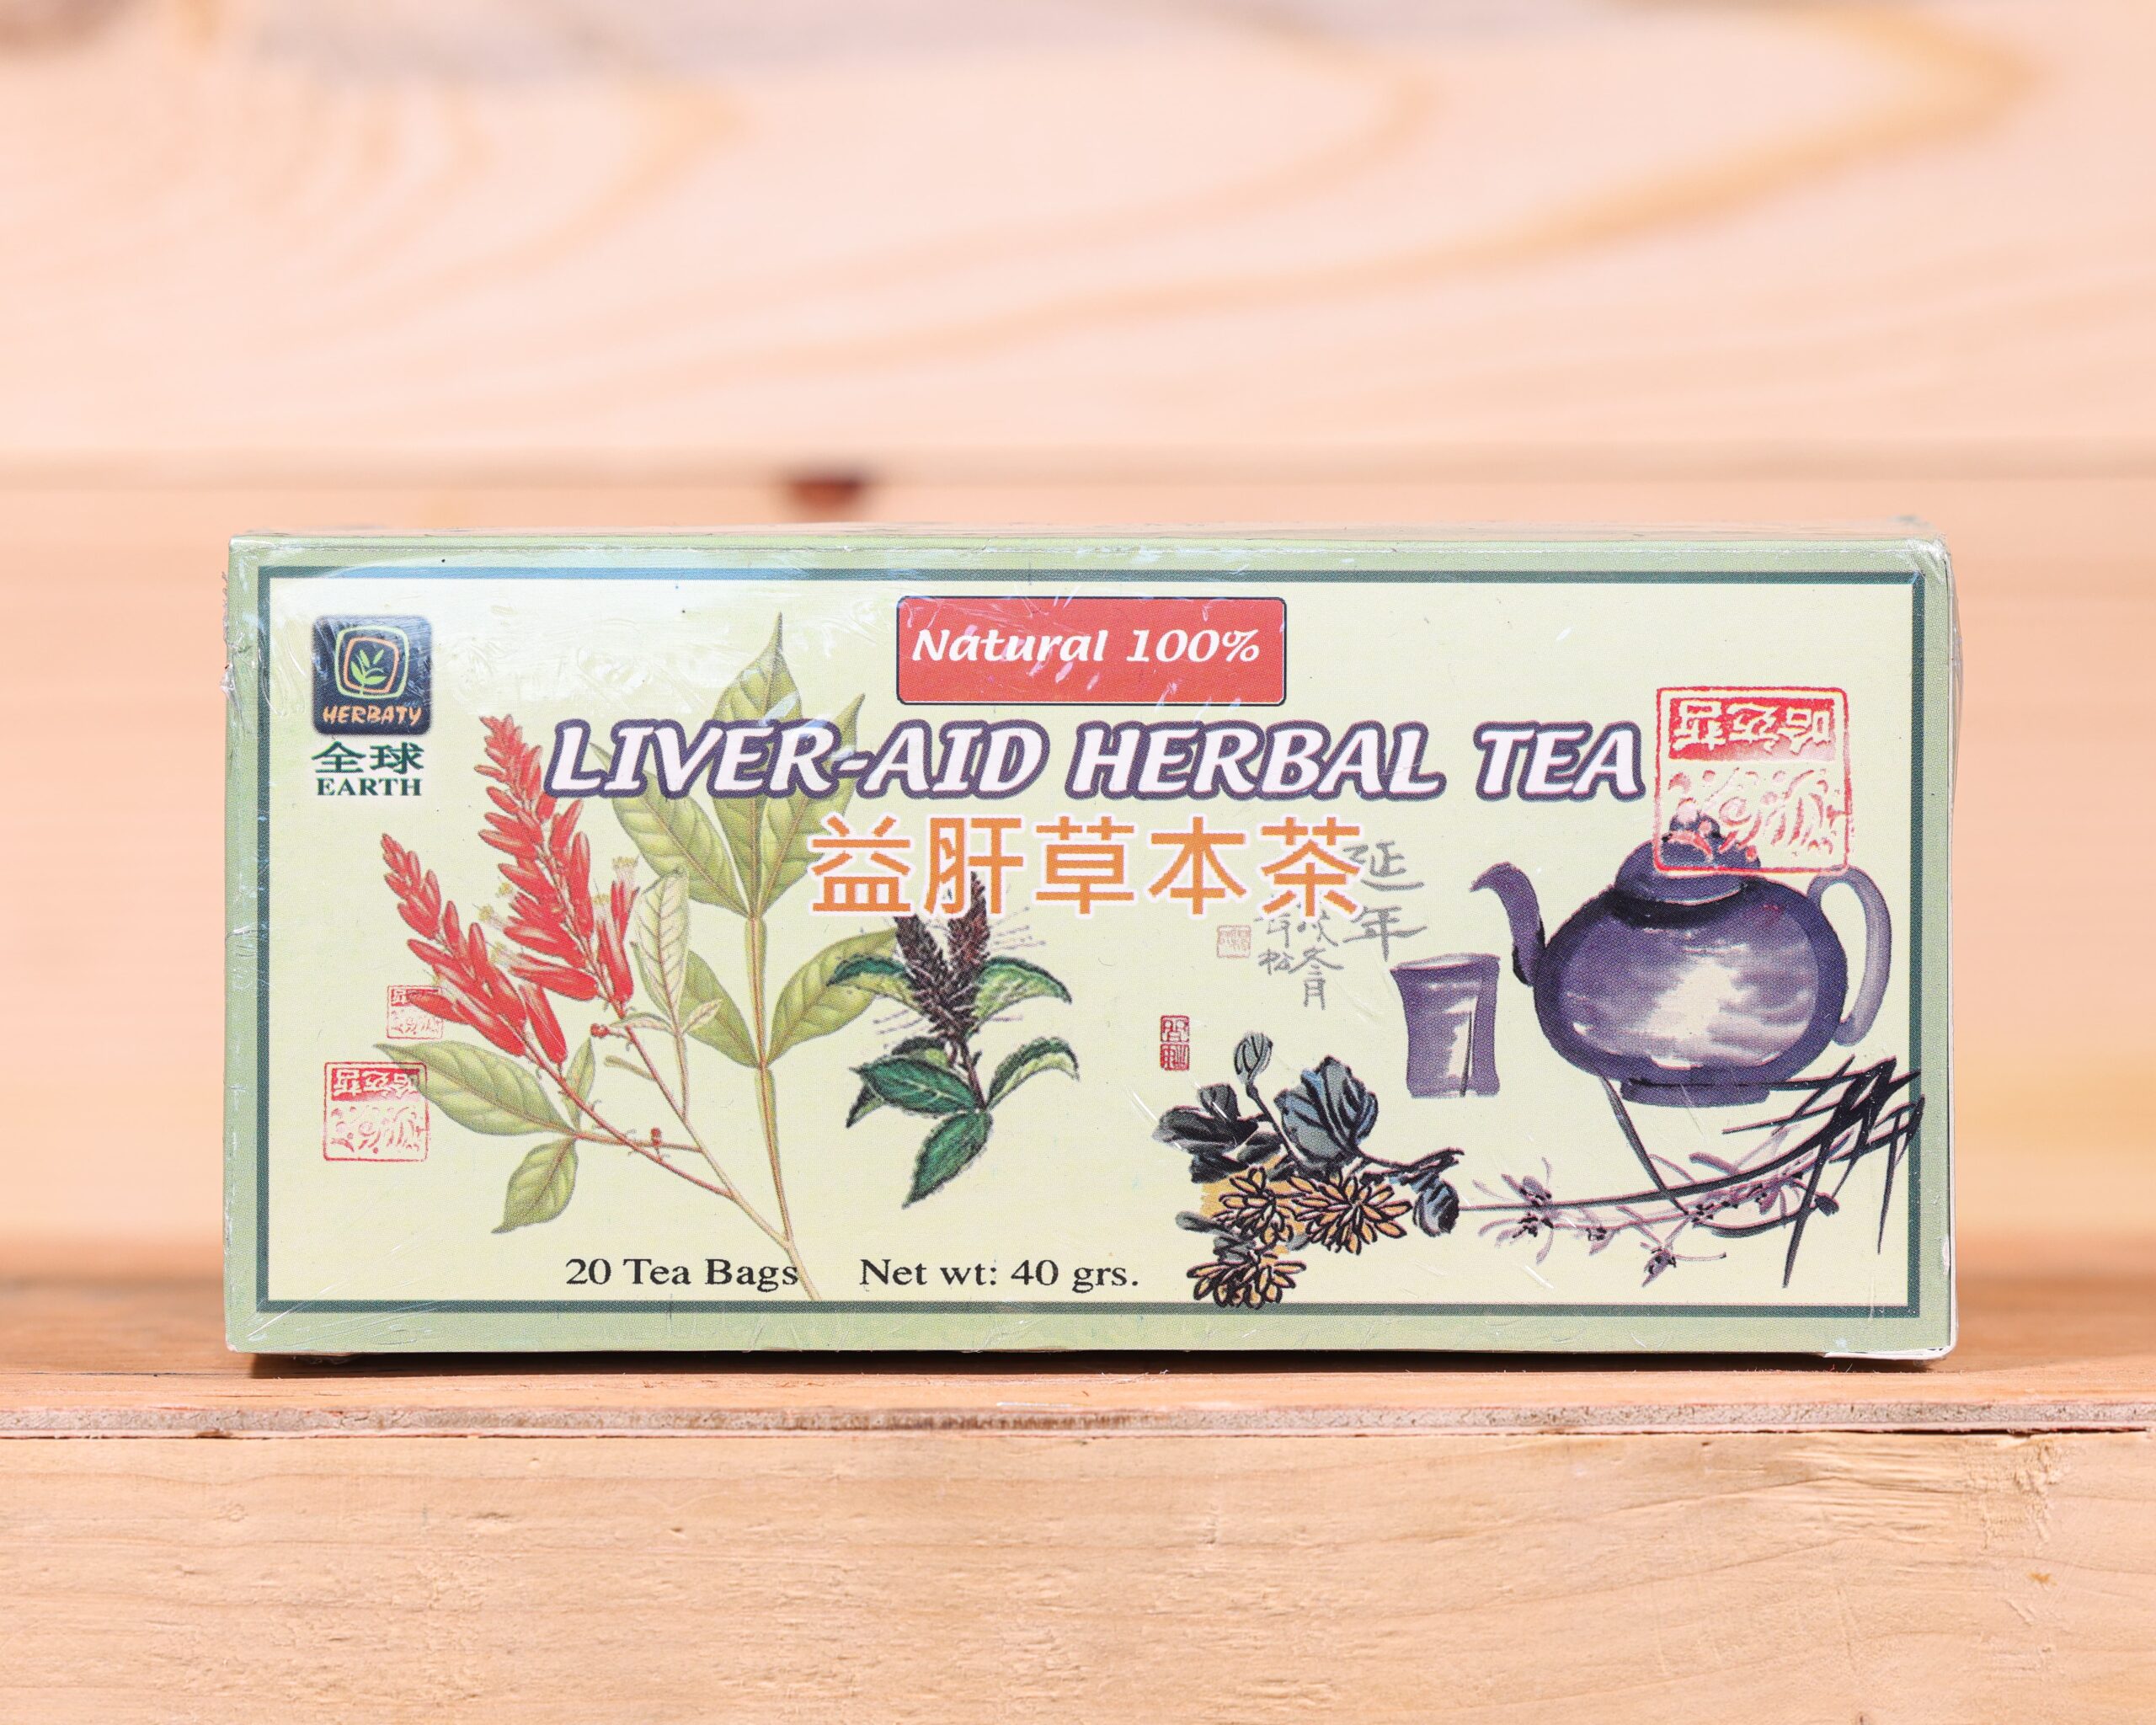 Natural 100%
HERBATY
全球
EARTH
LIVER-AID HERBAL TEA
益肝草本茶
延年
20 Tea Bags Net wt: 40 grs.